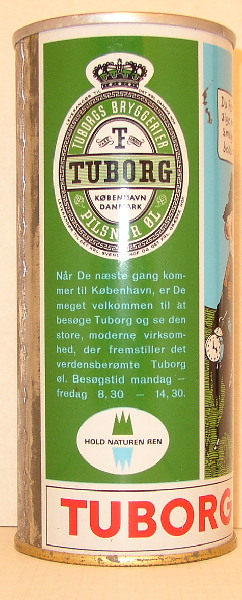 TUBORGS BRYGGERIER
TUBORG
KØBENHAVN
DANMARK
PILSNER ØL
Når De næste gang kom-
mer til København, er De
meget velkommen til at
besøge Tuborg og se den
store, moderne virksom-
hed, der fremstiller det
verdensberømte Tuborg
øl. Besøgstid mandag —
fredag 8,30 — 14,30.
HOLD NATUREN REN
TUBORG